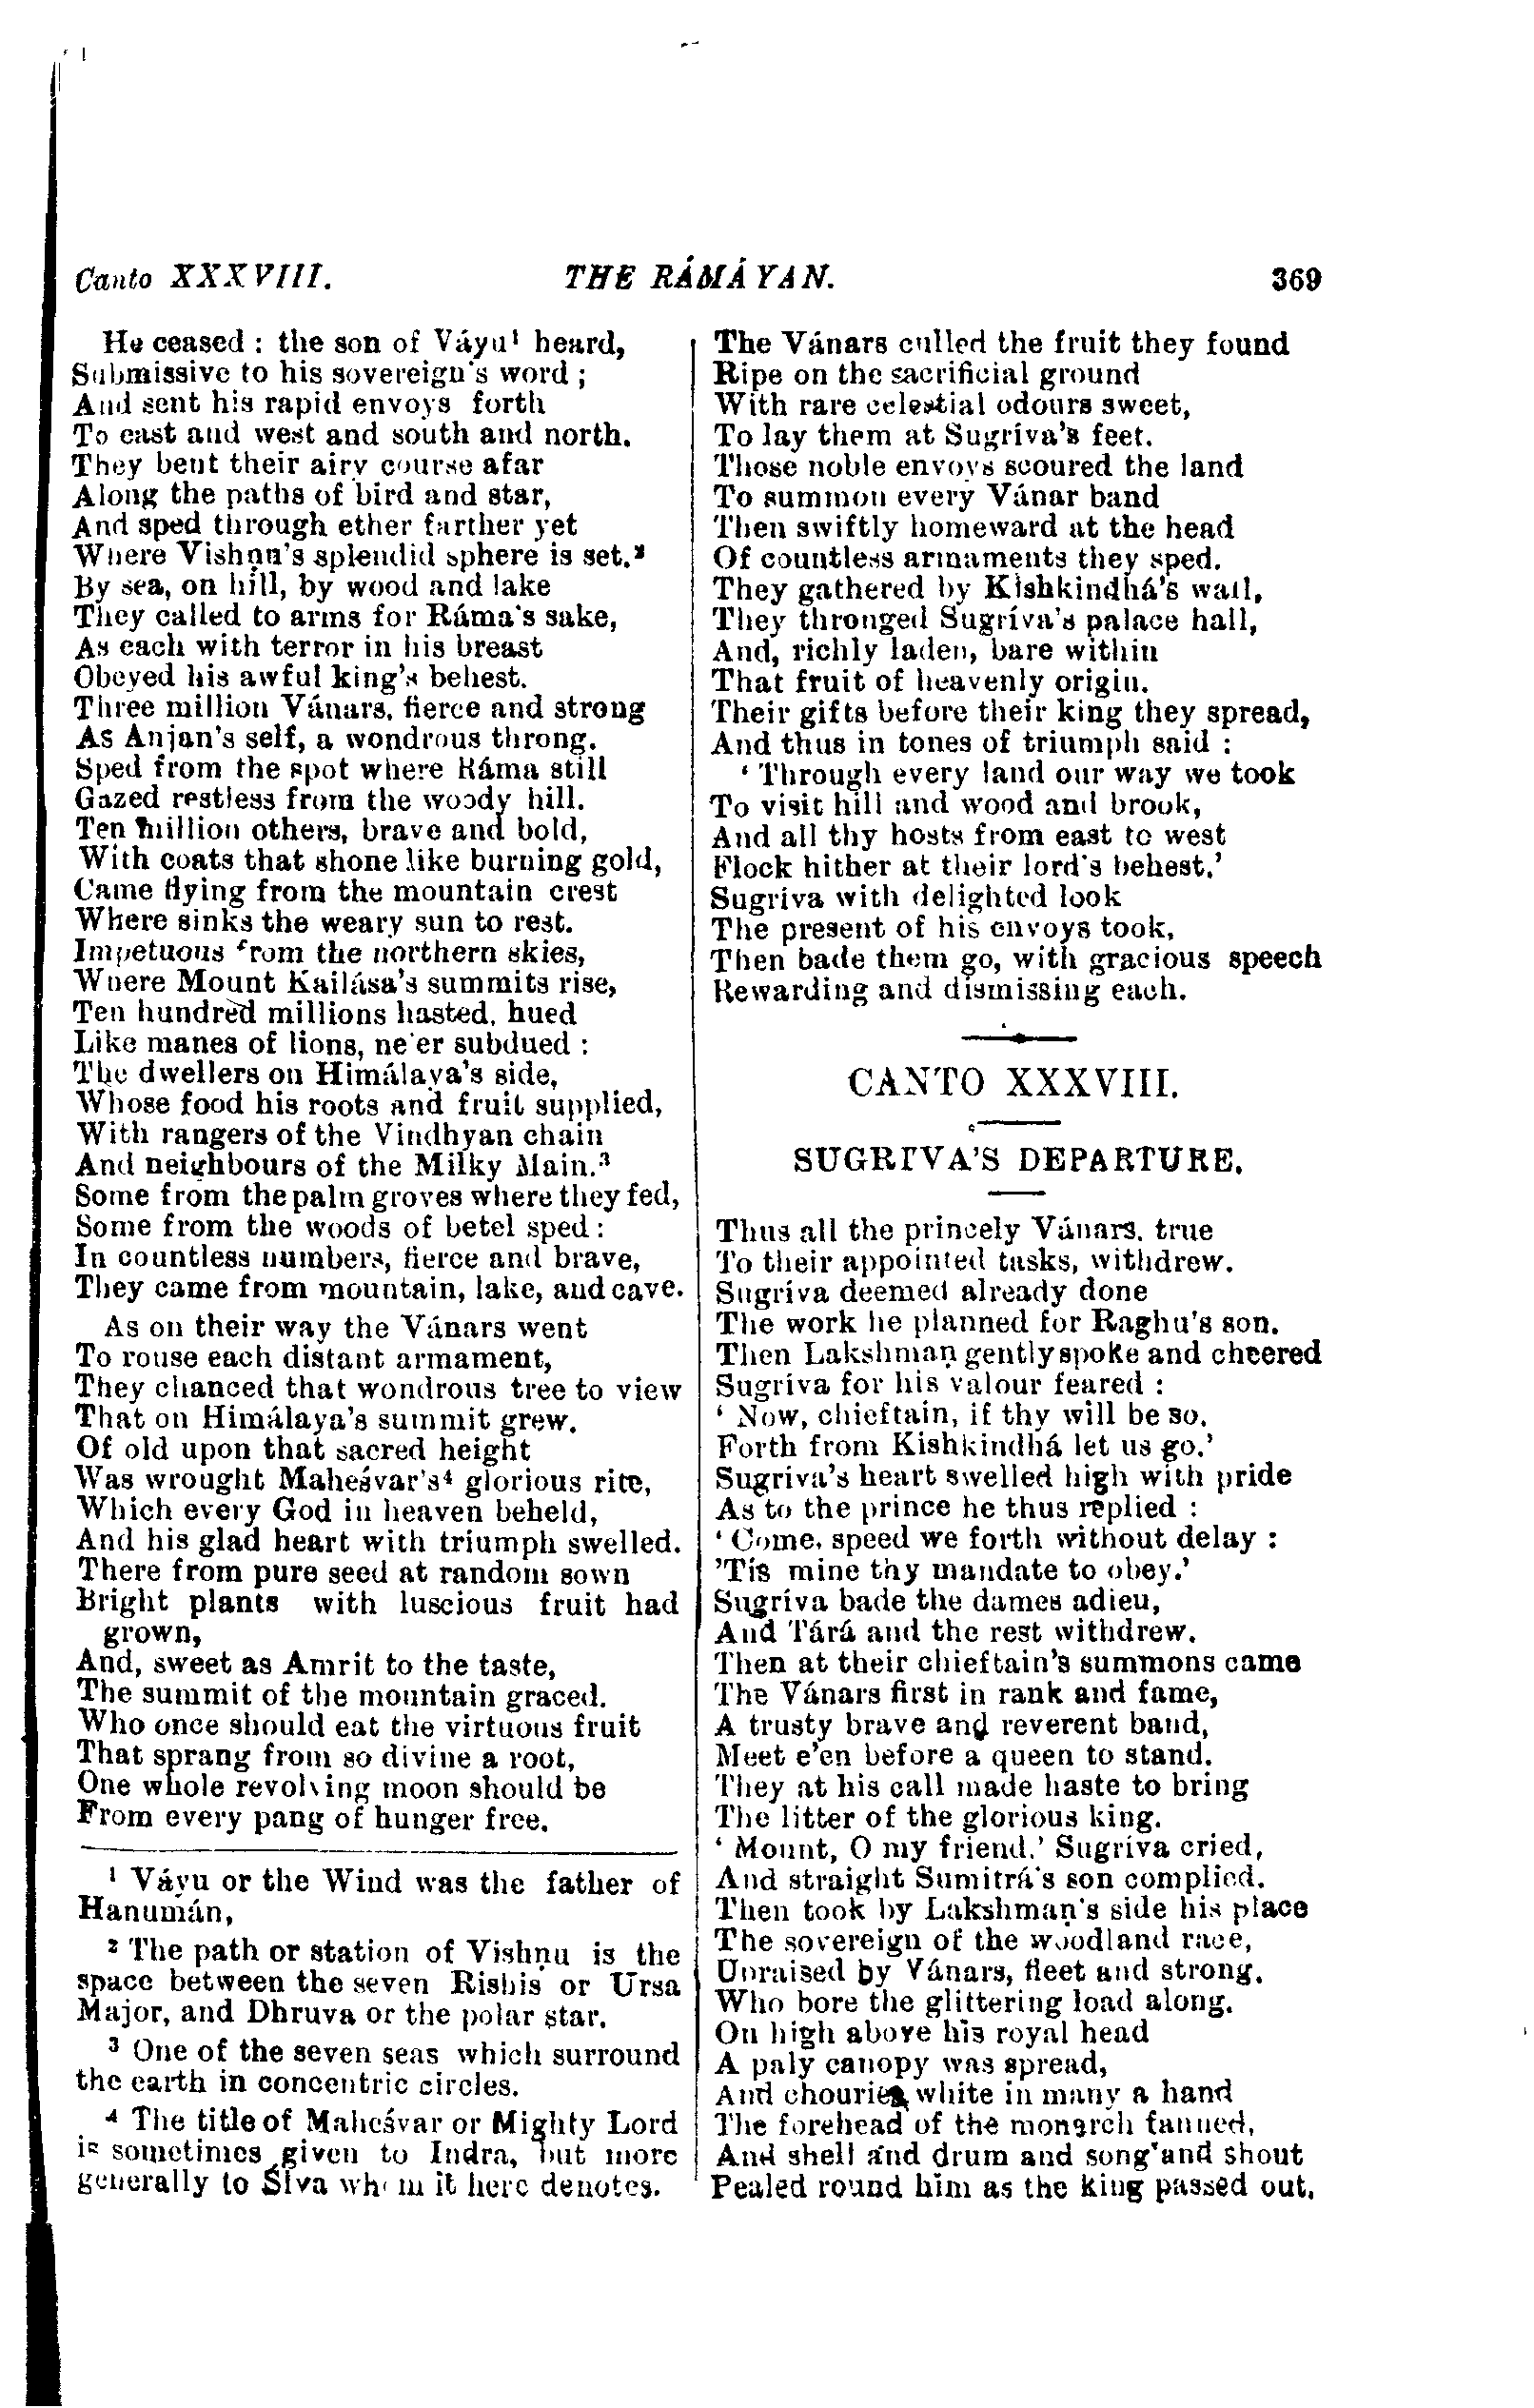 Canto XXXVIII. THE RÁMÁYAN. 369
He ceased : the son of Váyu¹ heard,
Submissive to his sovereign's word ;
And sent his rapid envoys forth
To east and west and south and north.
They bent their airy course afar
Along the paths of bird and star,
And sped through ether farther yet
Where Vishṇu's splendid sphere is set.²
By sea, on hill, by wood and lake
They called to arms for Ráma's sake,
As each with terror in his breast
Obeyed his awful king's behest.
Three million Vánars, fierce and strong
As Anjan's self, a wondrous throng.
Sped from the spot where Ráma still
Gazed restless from the woody hill.
Ten million others, brave and bold,
With coats that shone like burning gold,
Came flying from the mountain crest
Where sinks the weary sun to rest.
Impetuous from the northern skies,
Where Mount Kailása's summits rise,
Ten hundred millions hasted, hued
Like manes of lions, ne'er subdued :
The dwellers on Himálaya's side,
Whose food his roots and fruit supplied,
With rangers of the Vindhyan chain
And neighbours of the Milky Main.³
Some from the palm groves where they fed,
Some from the woods of betel sped :
In countless numbers, fierce and brave,
They came from mountain, lake, and cave.
As on their way the Vánars went
To rouse each distant armament,
They chanced that wondrous tree to view
That on Himálaya's summit grew.
Of old upon that sacred height
Was wrought Maheśvar's⁴ glorious rite,
Which every God in heaven beheld,
And his glad heart with triumph swelled.
There from pure seed at random sown
Bright plants with luscious fruit had
grown,
And, sweet as Amrit to the taste,
The summit of the mountain graced.
Who once should eat the virtuous fruit
That sprang from so divine a root,
One whole revolving moon should be
From every pang of hunger free.
¹ Váyu or the Wind was the father of
Hanumán,
² The path or station of Vishṇu is the
space between the seven Rishis or Ursa
Major, and Dhruva or the polar star.
³ One of the seven seas which surround
the earth in concentric circles.
⁴ The title of Maheśvar or Mighty Lord
is sometimes given to Indra, but more
generally to Śiva whom it here denotes.
The Vánars culled the fruit they found
Ripe on the sacrificial ground
With rare celestial odours sweet,
To lay them at Sugríva's feet.
Those noble envoys scoured the land
To summon every Vánar band
Then swiftly homeward at the head
Of countless armaments they sped.
They gathered by Kishkindhá's wall,
They thronged Sugríva's palace hall,
And, richly laden, bare within
That fruit of heavenly origin.
Their gifts before their king they spread,
And thus in tones of triumph said :
‘ Through every land our way we took
To visit hill and wood and brook,
And all thy hosts from east to west
Flock hither at their lord's behest.’
Sugríva with delighted look
The present of his envoys took,
Then bade them go, with gracious speech
Rewarding and dismissing each.
CANTO XXXVIII.
SUGRÍVA'S DEPARTURE.
Thus all the princely Vánars, true
To their appointed tasks, withdrew.
Sugríva deemed already done
The work he planned for Raghu's son.
Then Lakshmaṇ gently spoke and cheered
Sugríva for his valour feared :
‘ Now, chieftain, if thy will be so,
Forth from Kishkindhá let us go.’
Sugríva's heart swelled high with pride
As to the prince he thus replied :
‘ Come, speed we forth without delay :
’Tis mine thy mandate to obey.’
Sugríva bade the dames adieu,
And Tárá and the rest withdrew.
Then at their chieftain's summons came
The Vánars first in rank and fame,
A trusty brave and reverent band,
Meet e'en before a queen to stand.
They at his call made haste to bring
The litter of the glorious king.
‘ Mount, O my friend.’ Sugríva cried,
And straight Sumitrá's son complied.
Then took by Lakshmaṇ's side his place
The sovereign of the woodland race,
Upraised by Vánars, fleet and strong,
Who bore the glittering load along.
On high above his royal head
A paly canopy was spread,
And chouries white in many a hand
The forehead of the monarch fanned,
And shell and drum and song and shout
Pealed round him as the king passed out.